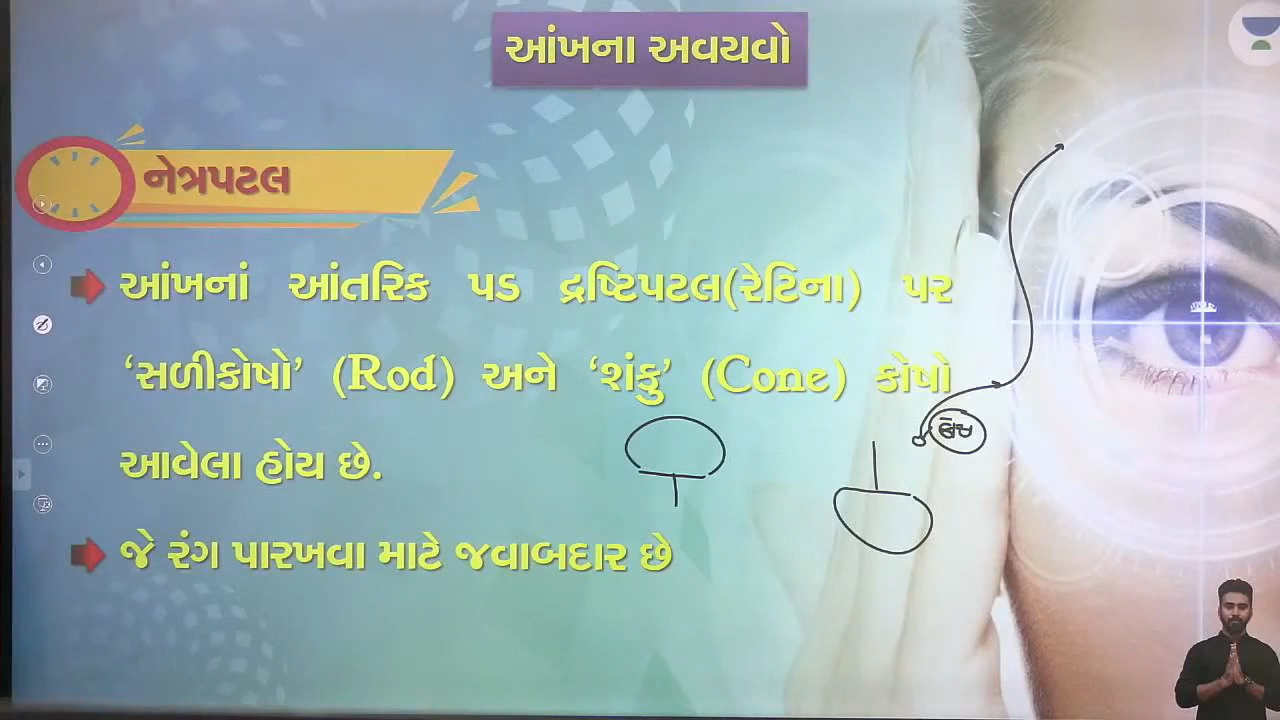 આંખના અવયવો
નેત્રપટલ
આંખનાં આંતરિક પડ દ્રષ્ટિપટલ(રેટિના) પર
‘સળીકોષો’ (Rod) અને ‘શંકુ’ (Cone) કોષો
આવેલા હોય છે.
જે રંગ પારખવા માટે જવાબદાર છે